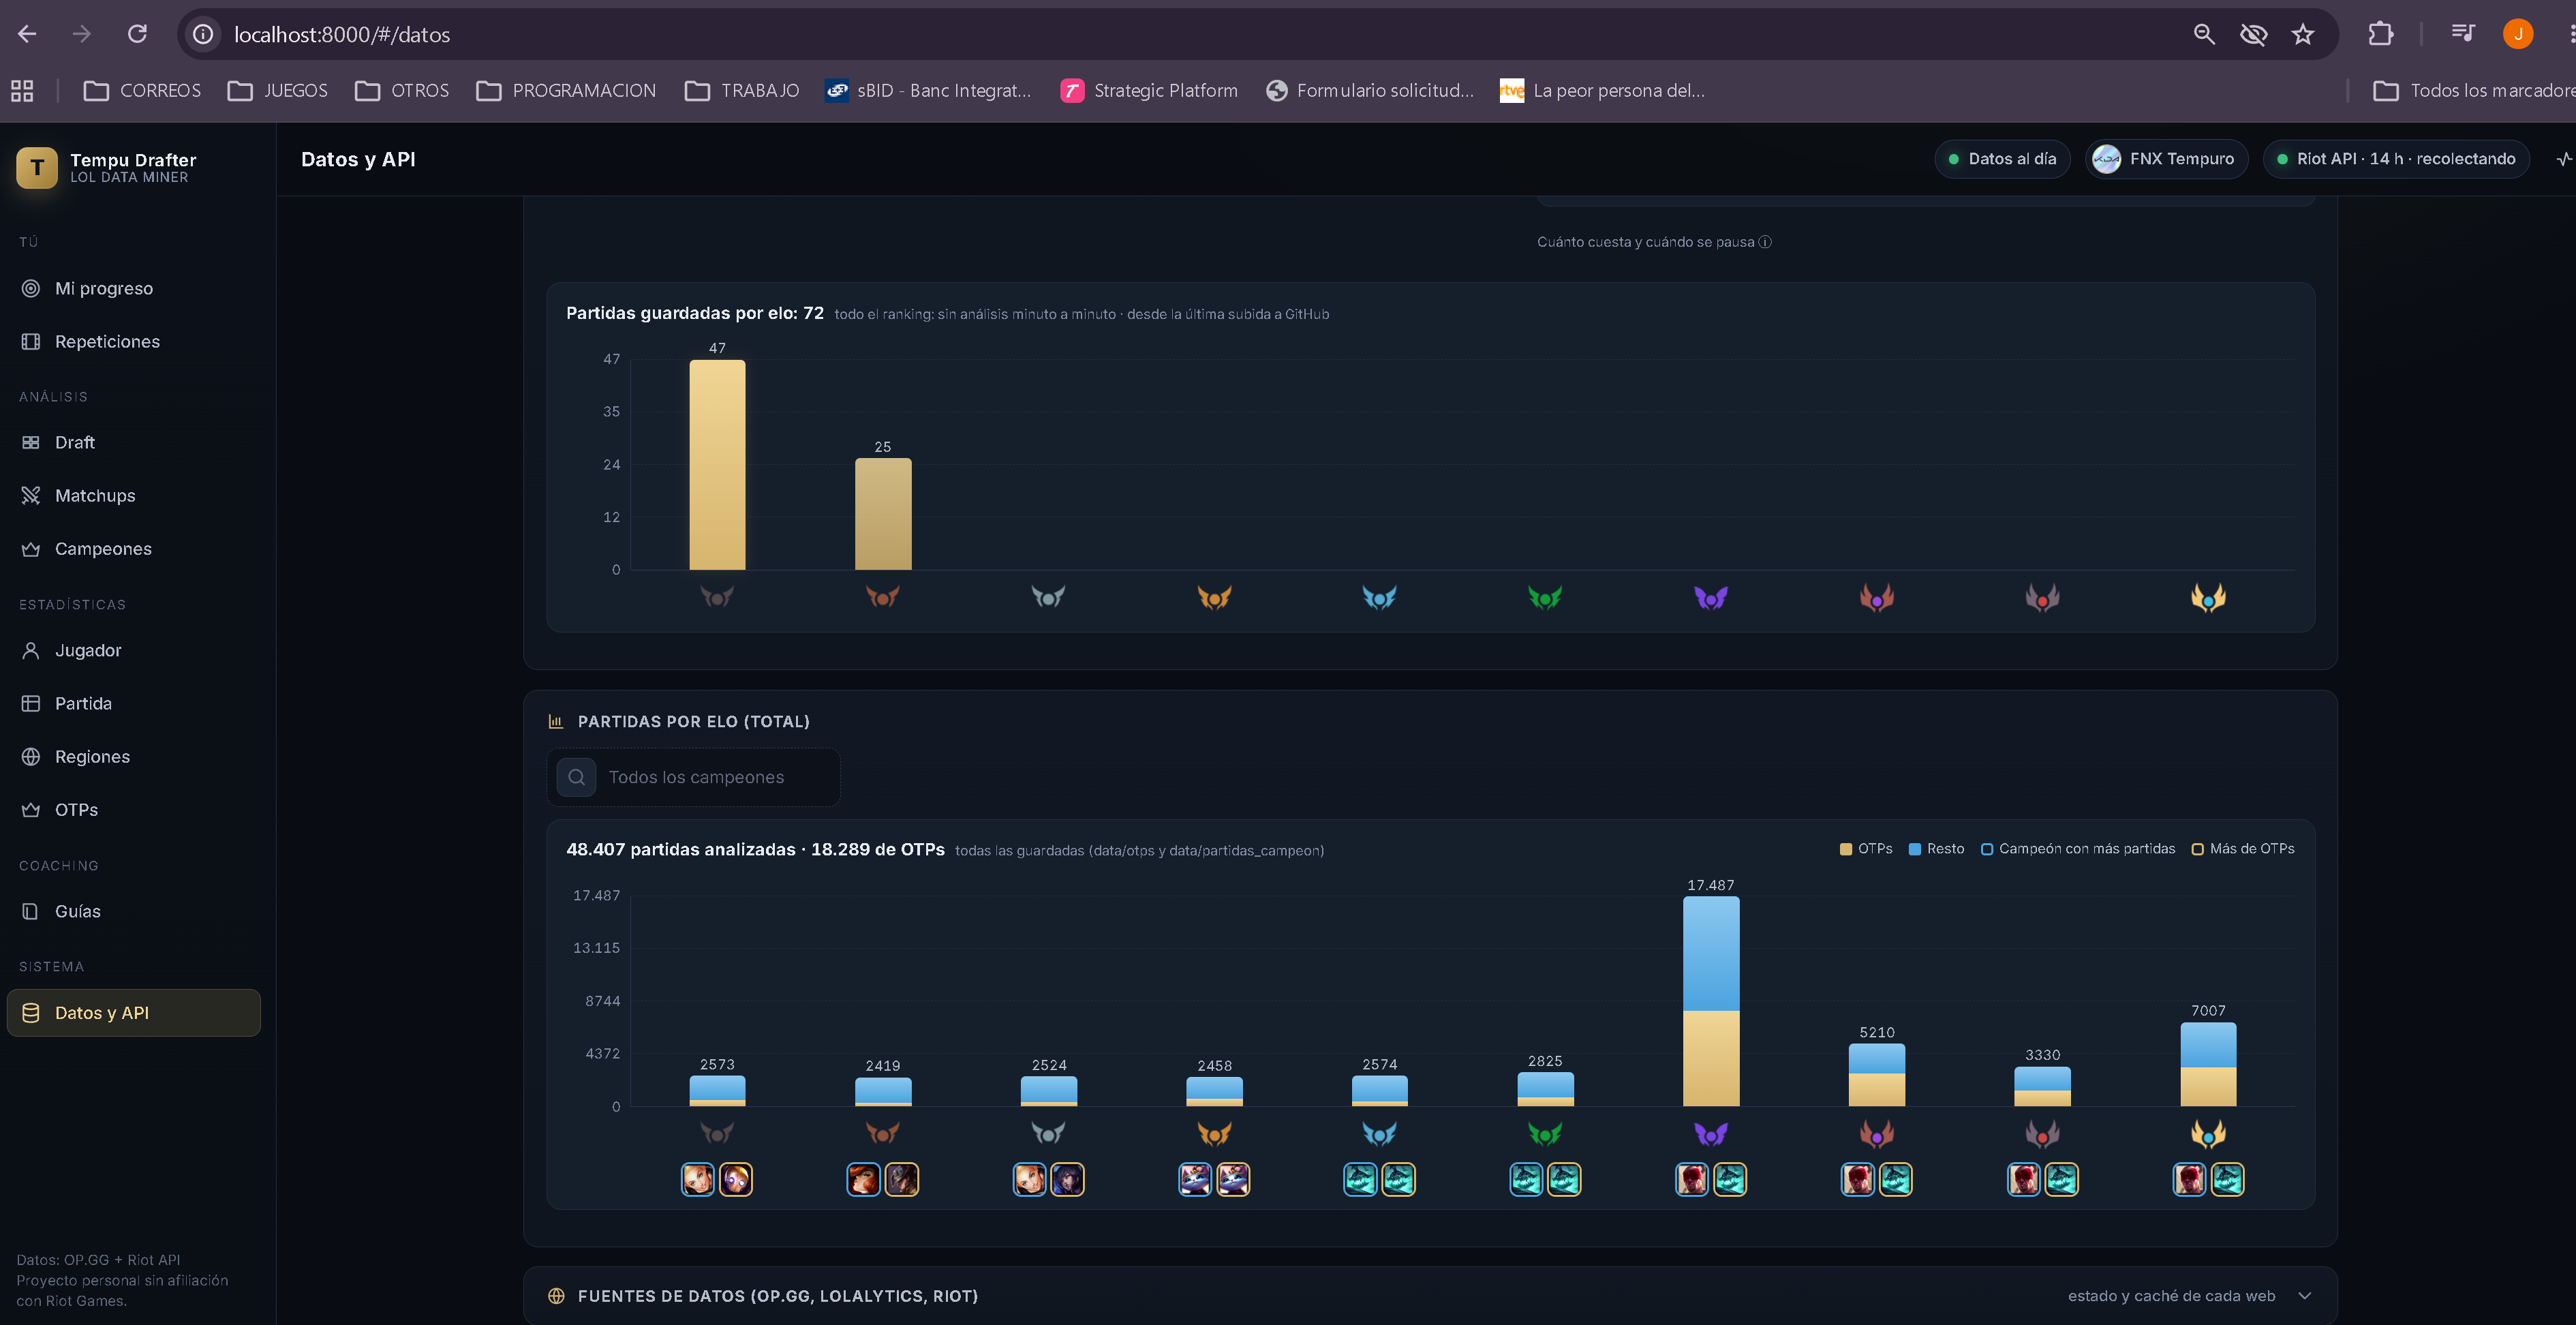 localhost:8000/#/datos
J
CORREOS
JUEGOS
OTROS
PROGRAMACION
TRABAJO
sBID - Banc Integrat...
Strategic Platform
Formulario solicitud...
rtve
La peor persona del...
Todos los marcadore
T
Tempu Drafter
LOL DATA MINER
TÚ
Mi progreso
Repeticiones
ANÁLISIS
Draft
Matchups
Campeones
ESTADÍSTICAS
Jugador
Partida
Regiones
OTPs
COACHING
Guías
SISTEMA
Datos y API
Datos: OP.GG + Riot API
Proyecto personal sin afiliación
con Riot Games.
Datos y API
Datos al día
FNX Tempuro
Riot API · 14 h · recolectando
Cuánto cuesta y cuándo se pausa
Partidas guardadas por elo: 72 todo el ranking: sin análisis minuto a minuto · desde la última subida a GitHub
47
35
24
12
0
47
25
PARTIDAS POR ELO (TOTAL)
Todos los campeones
48.407 partidas analizadas · 18.289 de OTPs todas las guardadas (data/otps y data/partidas_campeon)
OTPs
Resto
Campeón con más partidas
Más de OTPs
17.487
13.115
8744
4372
0
2573
2419
2524
2458
2574
2825
17.487
5210
3330
7007
FUENTES DE DATOS (OP.GG, LOLALYTICS, RIOT)
estado y caché de cada web